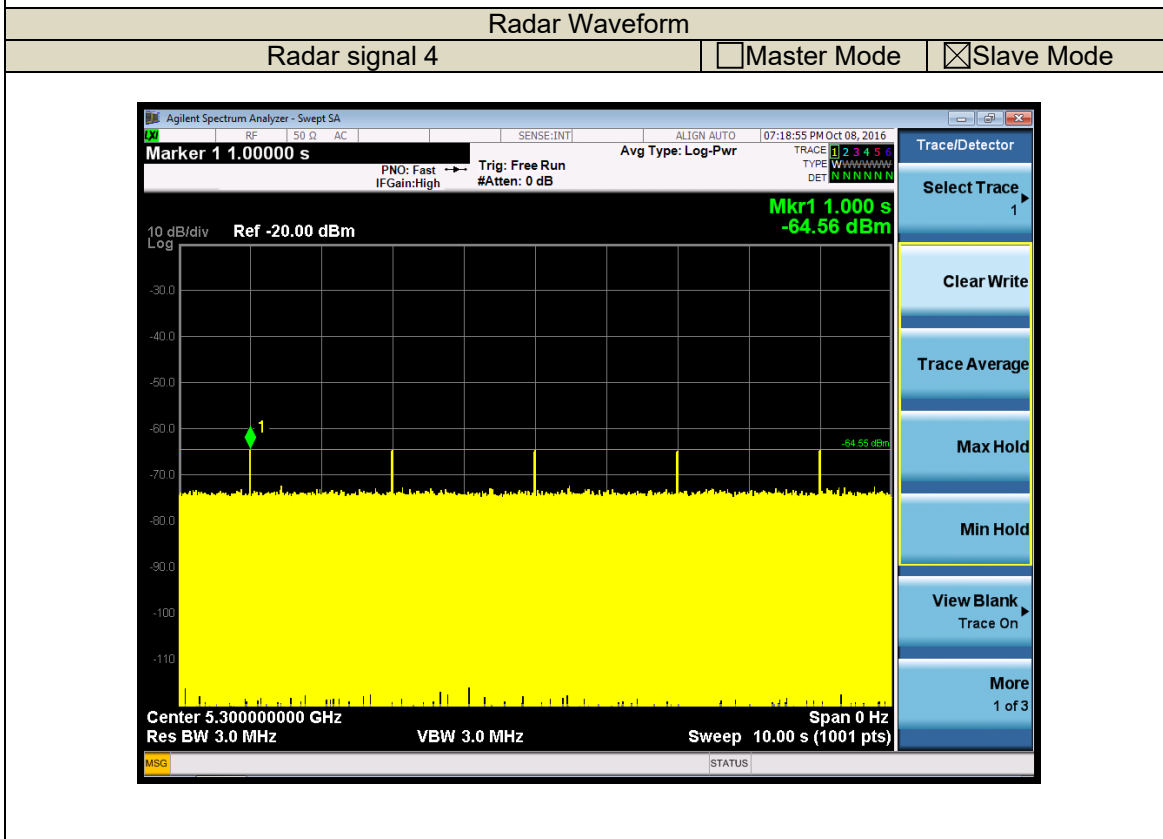 Radar Waveform
Radar signal 4 ☐Master Mode ☒Slave Mode
Agilent Spectrum Analyzer - Swept SA
LXI RF 50 Ω AC SENSE:INT ALIGN AUTO 07:18:55 PM Oct 08, 2016
Marker 1 1.00000 s
PNO: Fast
IFGain:High
Trig: Free Run
#Atten: 0 dB
Avg Type: Log-Pwr
TRACE 1 2 3 4 5 6
TYPE WWWWWW
DET N N N N N N
Mkr1 1.000 s
-64.56 dBm
10 dB/div Ref -20.00 dBm
Log
-30.0
-40.0
-50.0
-60.0
1
-64.55 dBm
-70.0
-80.0
-90.0
-100
-110
Center 5.300000000 GHz Span 0 Hz
Res BW 3.0 MHz VBW 3.0 MHz Sweep 10.00 s (1001 pts)
MSG STATUS
Trace/Detector
Select Trace
1
Clear Write
Trace Average
Max Hold
Min Hold
View Blank
Trace On
More
1 of 3